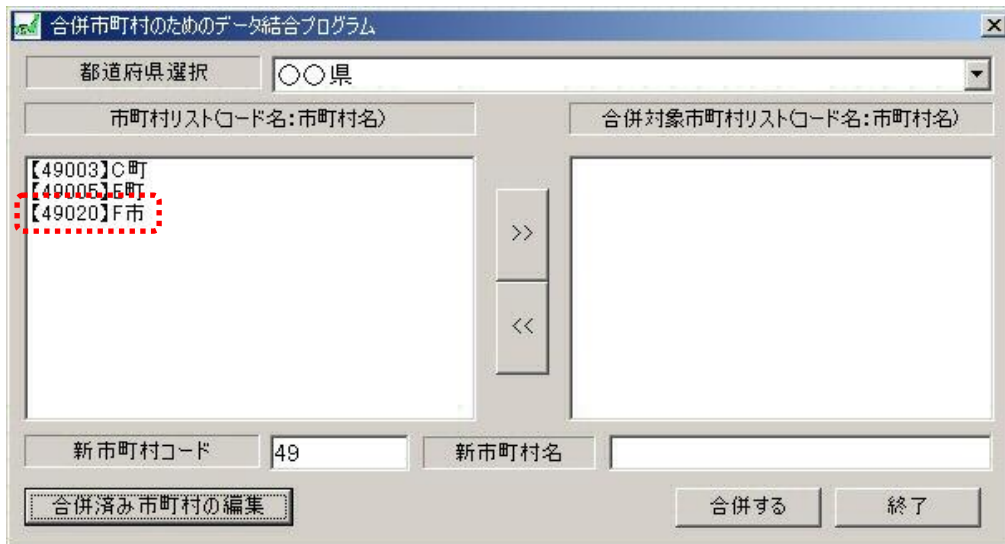 合併市町村のためのデータ結合プログラム
都道府県選択
〇〇県
市町村リスト(コード名:市町村名)
合併対象市町村リスト(コード名:市町村名)
【49003】C町
【49005】E町
【49020】F市
>>
<<
新市町村コード
49
新市町村名
合併済み市町村の編集
合併する
終了